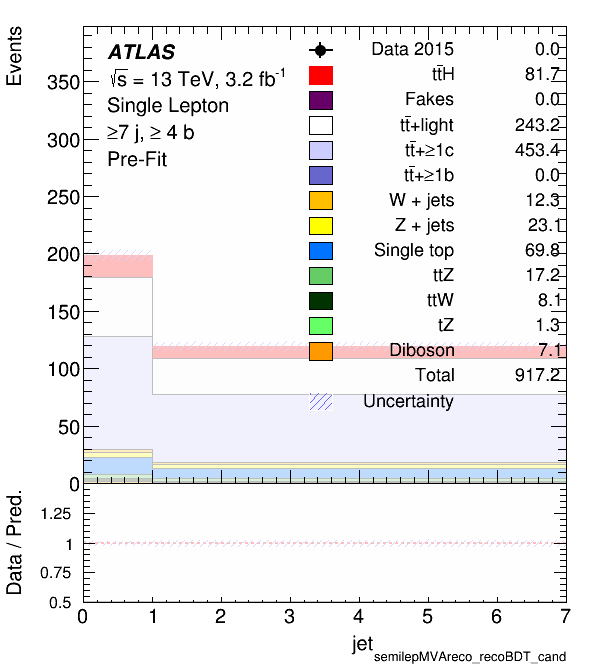 Events
ATLAS
√s = 13 TeV, 3.2 fb-1
Single Lepton
≥7 j, ≥ 4 b
Pre-Fit
Data 2015 0.0
tt̄H 81.7
Fakes 0.0
tt̄+light 243.2
tt̄+≥1c 453.4
tt̄+≥1b 0.0
W + jets 12.3
Z + jets 23.1
Single top 69.8
ttZ 17.2
ttW 8.1
tZ 1.3
Diboson 7.1
Total 917.2
Uncertainty
350
300
250
200
150
100
50
0
Data / Pred.
1.25
1
0.75
0.5
0 1 2 3 4 5 6 7
jet
semilepMVAreco_recoBDT_cand